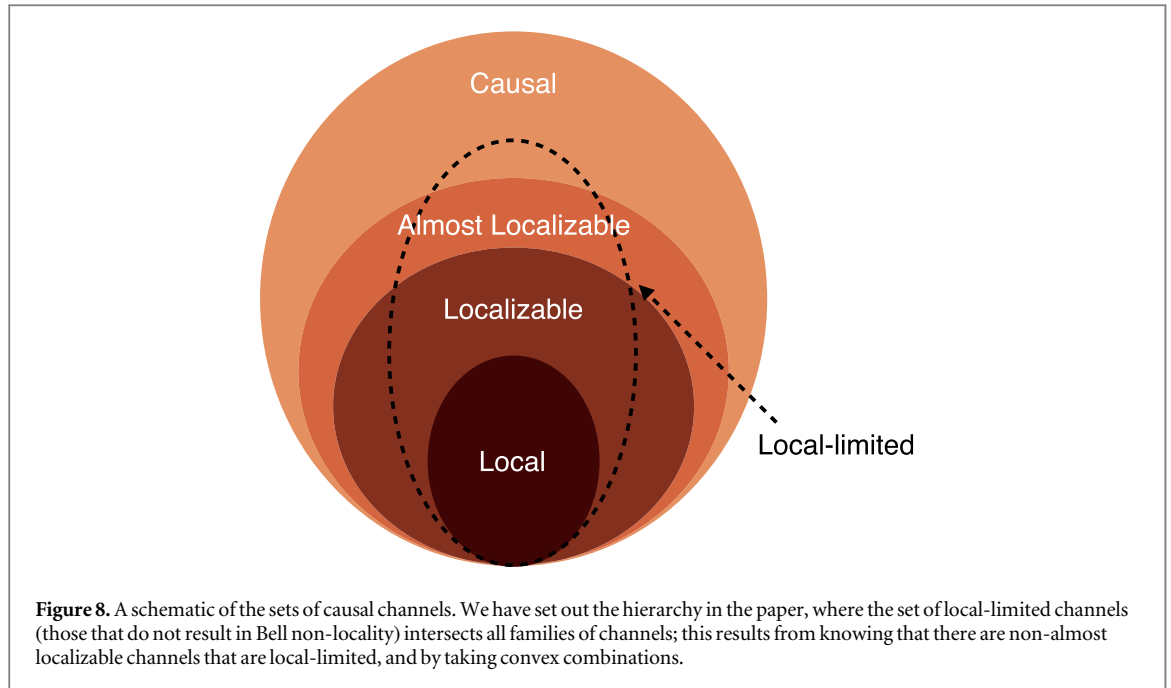 Causal
Almost Localizable
Localizable
Local-limited
Local
Figure 8. A schematic of the sets of causal channels. We have set out the hierarchy in the paper, where the set of local-limited channels
(those that do not result in Bell non-locality) intersects all families of channels; this results from knowing that there are non-almost
localizable channels that are local-limited, and by taking convex combinations.